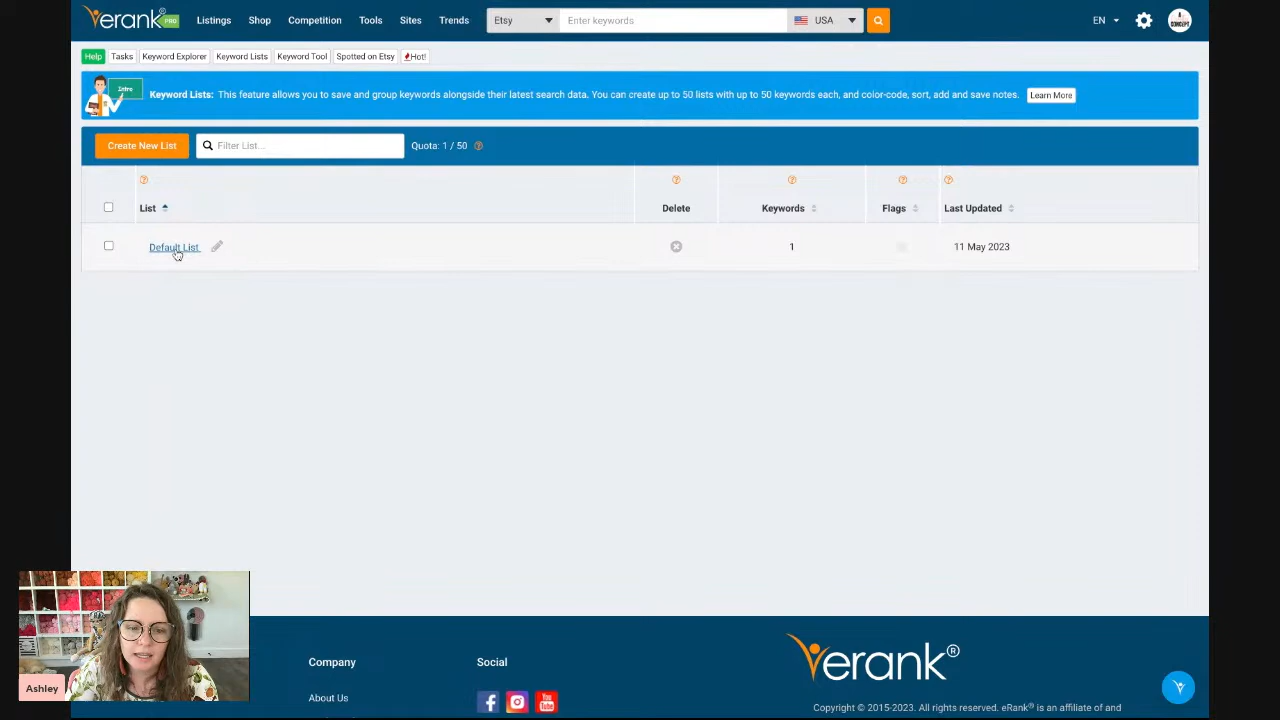 erank® PRO
Listings Shop Competition Tools Sites Trends
Etsy Enter keywords USA
EN
A CONCEPT
Help Tasks Keyword Explorer Keyword Lists Keyword Tool Spotted on Etsy Hot!
Intro
Keyword Lists: This feature allows you to save and group keywords alongside their latest search data. You can create up to 50 lists with up to 50 keywords each, and color-code, sort, add and save notes. Learn More
Create New List Filter List... Quota: 1 / 50 ?
? ? ? ? ?
List Delete Keywords Flags Last Updated
Default List 1 11 May 2023
Ashley
Company Social
About Us
erank®
Copyright © 2015-2023. All rights reserved. eRank® is an affiliate of and